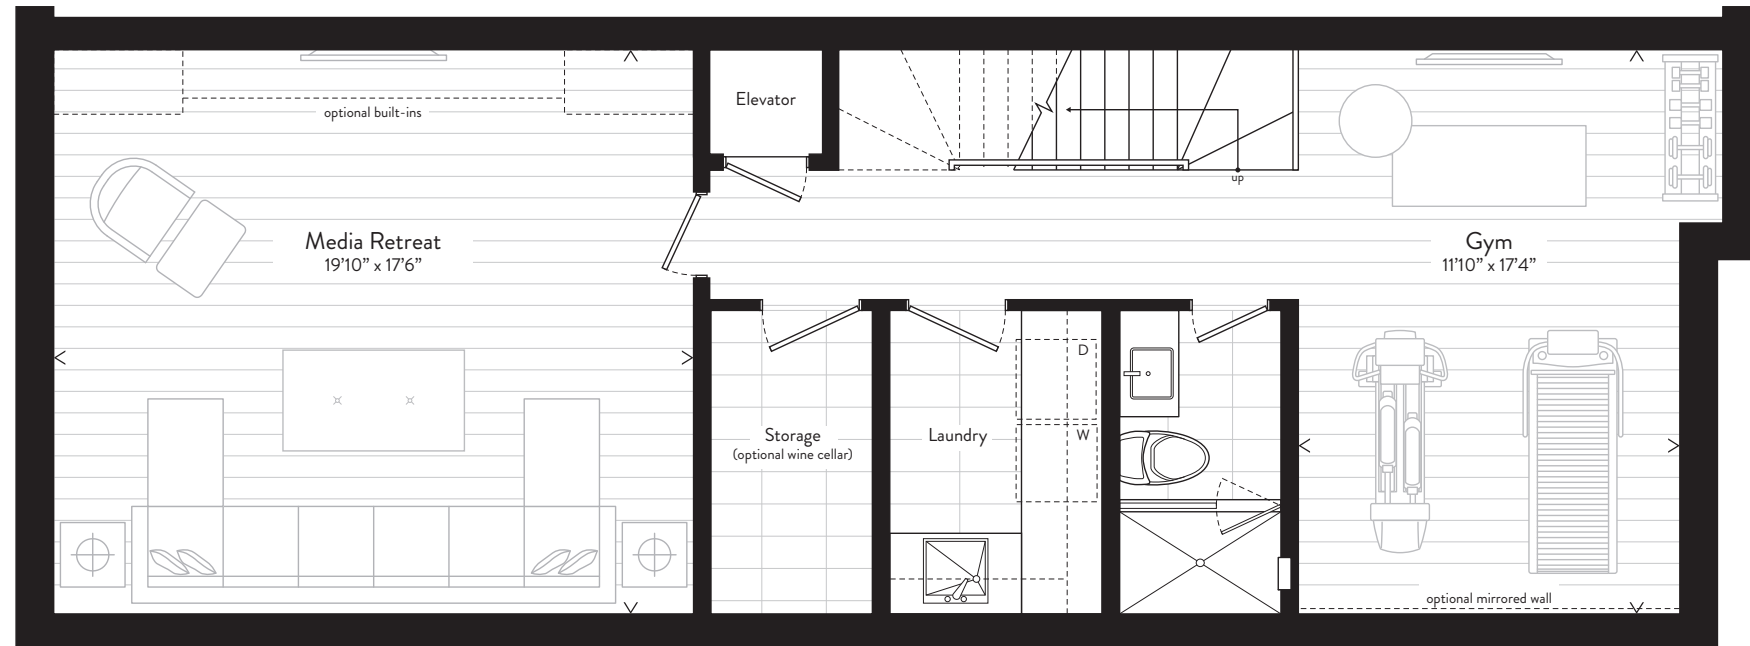 Elevator
optional built-ins
up
Media Retreat
19’10” x 17’6”
Gym
11’10” x 17’4”
D
W
Storage
(optional wine cellar)
Laundry
optional mirrored wall